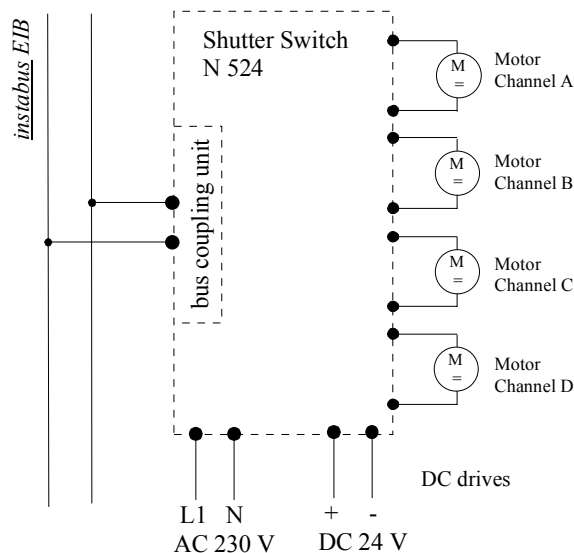 instabus EIB
Shutter Switch
N 524
bus coupling unit
M
=
Motor
Channel A
M
=
Motor
Channel B
M
=
Motor
Channel C
M
=
Motor
Channel D
L1 N + -
AC 230 V DC 24 V
DC drives